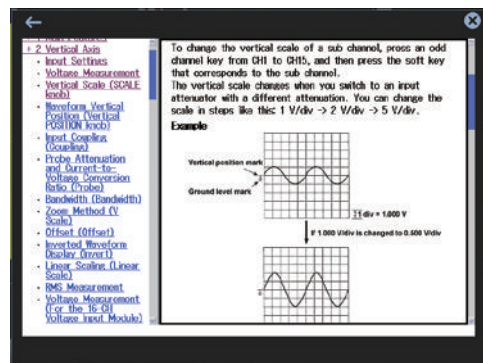 2 Vertical Axis
Input Settings
Voltage Measurement
Vertical Scale (SCALE
knob)
Waveform Vertical
Position (Vertical
POSITION knob)
Input Coupling
(Coupling)
Probe Attenuation
and Current-to-
Voltage Conversion
Ratio (Probe)
Bandwidth (Bandwidth)
Zoom Method (V
Scale)
Offset (Offset)
Inverted Waveform
Display (Invert)
Linear Scaling (Linear
Scale)
RMS Measurement
Voltage Measurement
(For the 16-CH
Voltage Input Module)
To change the vertical scale of a sub channel, press an odd
channel key from CH1 to CH15, and then press the soft key
that corresponds to the sub channel.
The vertical scale changes when you switch to an input
attenuator with a different attenuation. You can change the
scale in steps like this: 1 V/div -> 2 V/div -> 5 V/div.
Example
Vertical position mark
Ground level mark
1 div = 1.000 V
If 1.000 V/div is changed to 0.500 V/div